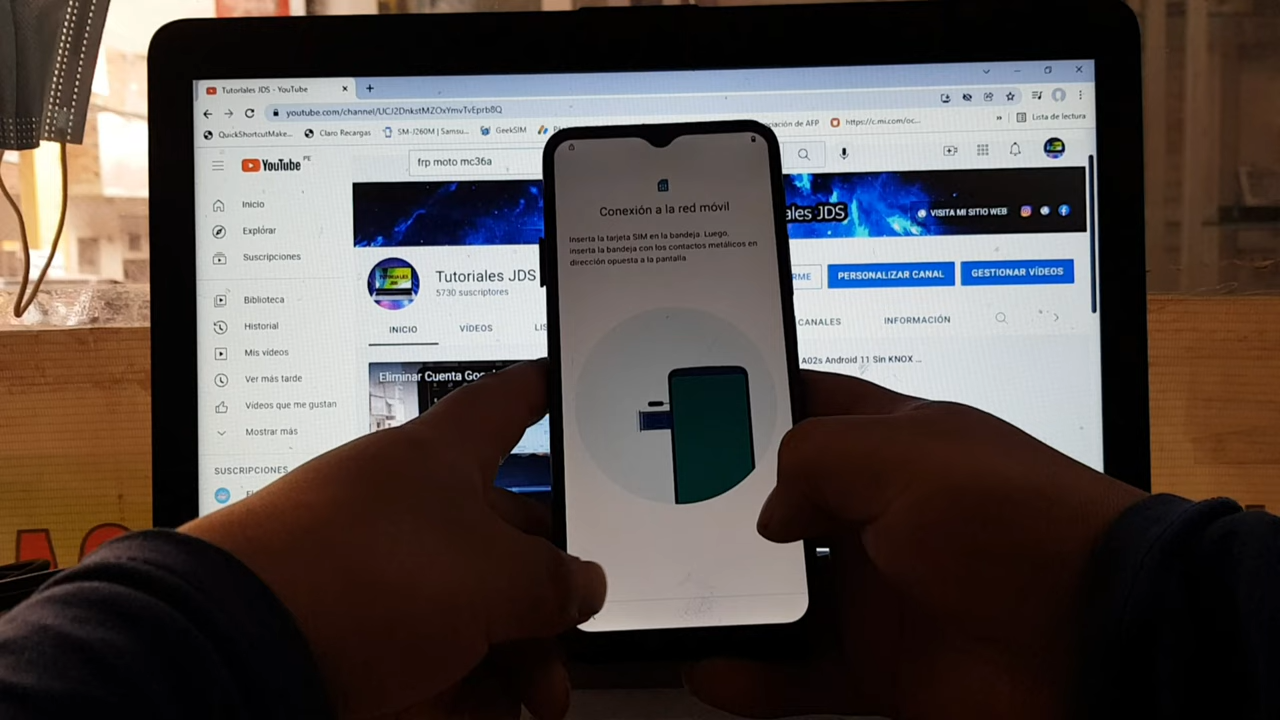 Tutoriales JDS - YouTube
youtube.com/channel/UCJ2DnkstMZOxYmvTvEprb8Q
QuickShortcutMake...
Claro Recargas
SM-J260M | Samsu...
GeekSIM
ación de AFP
https://c.mi.com/oc...
»
Lista de lectura
YouTube PE
frp moto mc36a
Inicio
Explorar
Suscripciones
Biblioteca
Historial
Mis vídeos
Ver más tarde
Vídeos que me gustan
Mostrar más
SUSCRIPCIONES
ales JDS
VISITA MI SITIO WEB
Tutoriales JDS
5730 suscriptores
RME
PERSONALIZAR CANAL
GESTIONAR VÍDEOS
INICIO
VÍDEOS
LIS
CANALES
INFORMACIÓN
Eliminar Cuenta Goo
A02s Android 11 Sin KNOX ...
Conexión a la red móvil
Inserta la tarjeta SIM en la bandeja. Luego,
inserta la bandeja con los contactos metálicos en
dirección opuesta a la pantalla.